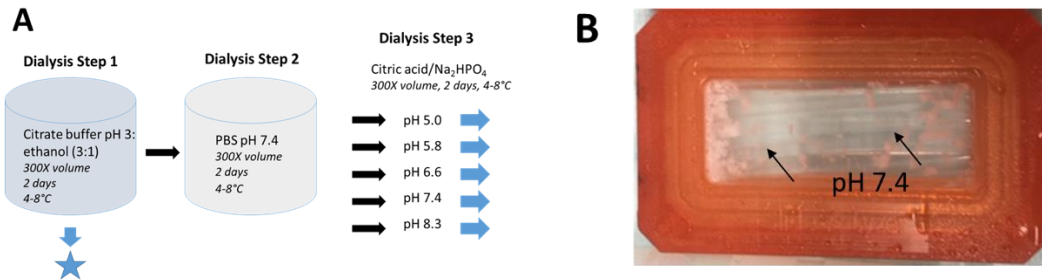 A
Dialysis Step 1
Citrate buffer pH 3:
ethanol (3:1)
300X volume
2 days
4-8°C
Dialysis Step 2
PBS pH 7.4
300X volume
2 days
4-8°C
Dialysis Step 3
Citric acid/Na₂HPO₄
300X volume, 2 days, 4-8°C
pH 5.0
pH 5.8
pH 6.6
pH 7.4
pH 8.3
B
pH 7.4